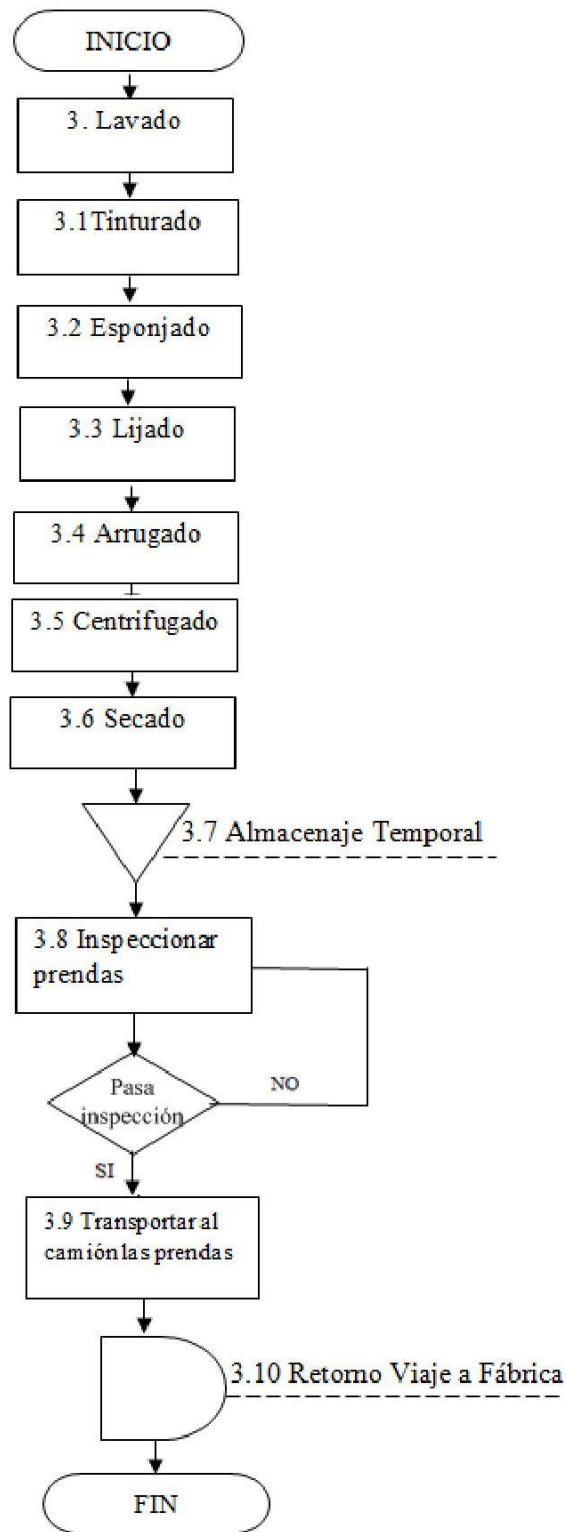 INICIO
3. Lavado
3.1Tinturado
3.2 Esponjado
3.3 Lijado
3.4 Arrugado
3.5 Centrifugado
3.6 Secado
3.7 Almacenaje Temporal
3.8 Inspeccionar
prendas
Pasa
inspección
NO
SI
3.9 Transportar al
camión las prendas
3.10 Retorno Viaje a Fábrica
FIN